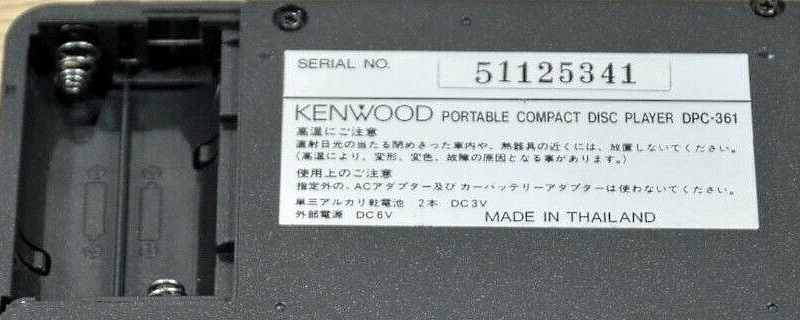 SERIAL NO. 51125341
KENWOOD PORTABLE COMPACT DISC PLAYER DPC-361
高温にご注意
直射日光の当たる閉めきった車内や、熱器具の近くには、放置しないでください。
(高温により、変形、変色、故障の原因となる事があります。)
使用上のご注意
指定外の、ACアダプター及びカーバッテリーアダプターは使わないでください。
単三アルカリ乾電池 2本 DC3V
外部電源 DC6V MADE IN THAILAND